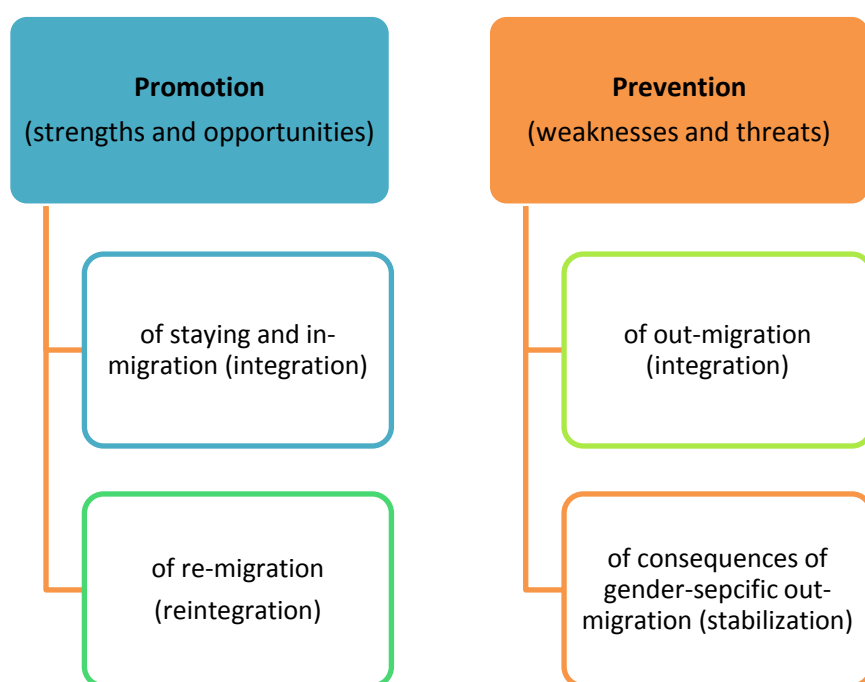 Promotion
(strengths and opportunities)
of staying and in-
migration (integration)
of re-migration
(reintegration)
Prevention
(weaknesses and threats)
of out-migration
(integration)
of consequences of
gender-sepcific out-
migration (stabilization)